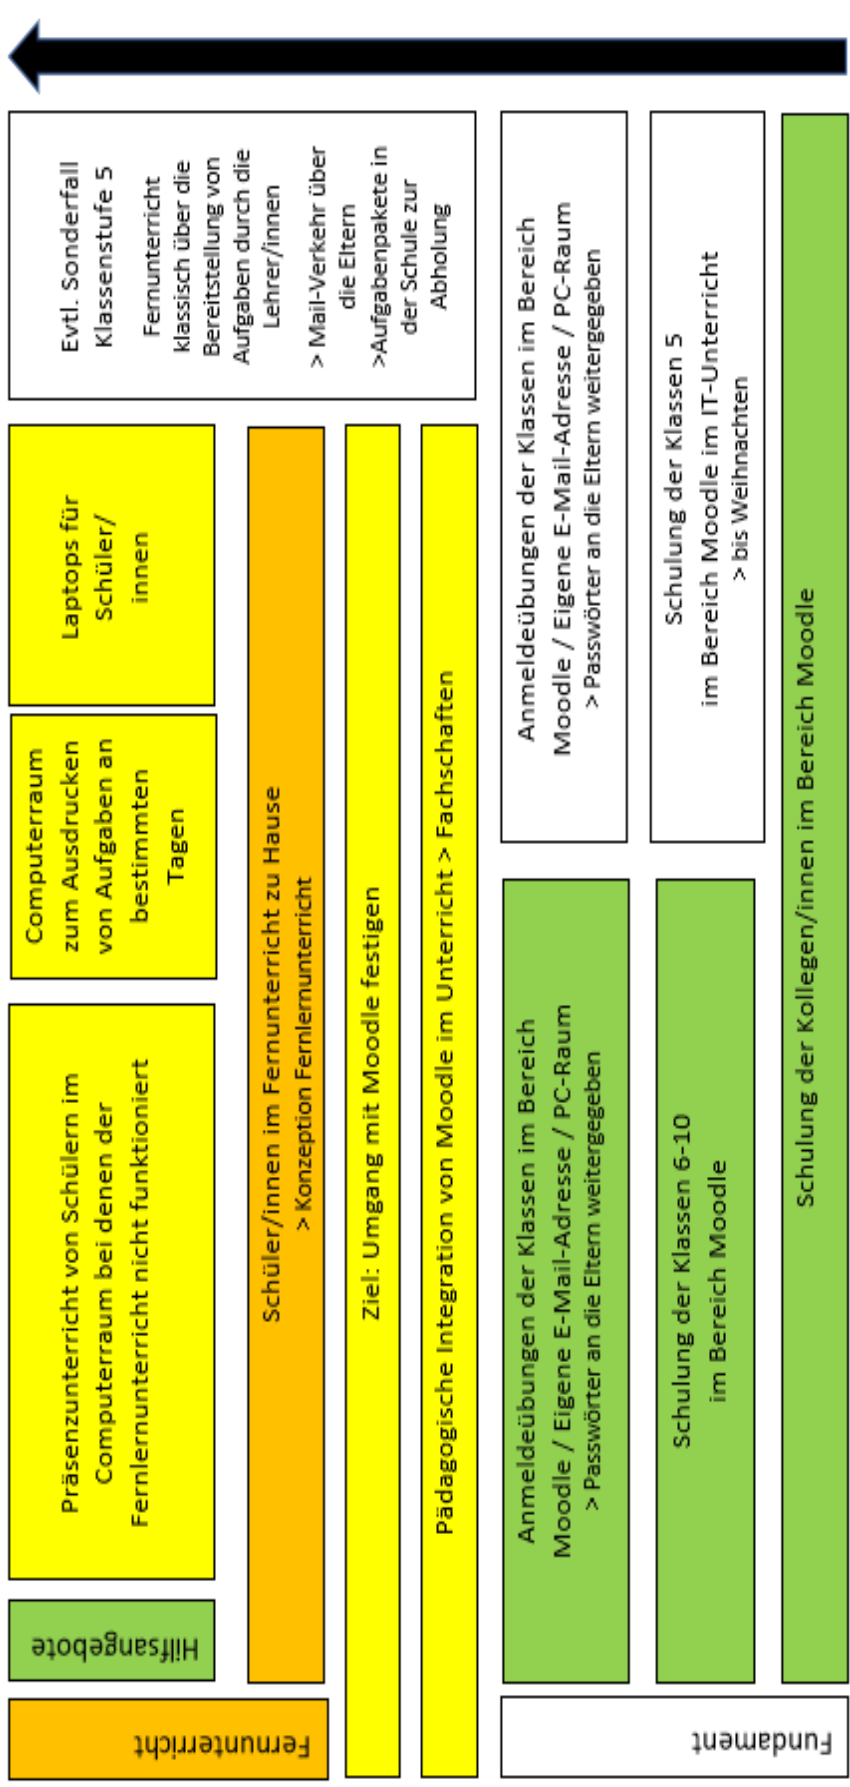 Fernunterricht
Hilfsangebote
Präsenzunterricht von Schülern im
Computerraum bei denen der
Fernlernunterricht nicht funktioniert
Computerraum
zum Ausdrucken
von Aufgaben an
bestimmten
Tagen
Laptops für
Schüler/
innen
Evtl. Sonderfall
Klassenstufe 5
Fernunterricht
klassisch über die
Bereitstellung von
Aufgaben durch die
Lehrer/innen
> Mail-Verkehr über
die Eltern
>Aufgabenpakete in
der Schule zur
Abholung
Schüler/innen im Fernunterricht zu Hause
> Konzeption Fernlernunterricht
Ziel: Umgang mit Moodle festigen
Pädagogische Integration von Moodle im Unterricht > Fachschaften
Fundament
Anmeldeübungen der Klassen im Bereich
Moodle / Eigene E-Mail-Adresse / PC-Raum
> Passwörter an die Eltern weitergegeben
Anmeldeübungen der Klassen im Bereich
Moodle / Eigene E-Mail-Adresse / PC-Raum
> Passwörter an die Eltern weitergegeben
Schulung der Klassen 6-10
im Bereich Moodle
Schulung der Klassen 5
im Bereich Moodle im IT-Unterricht
> bis Weihnachten
Schulung der Kollegen/innen im Bereich Moodle